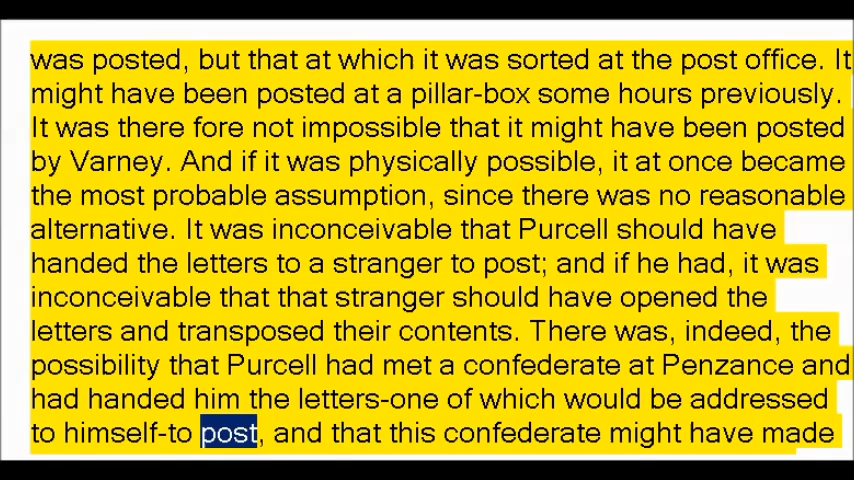 was posted, but that at which it was sorted at the post office. It
might have been posted at a pillar-box some hours previously.
It was there fore not impossible that it might have been posted
by Varney. And if it was physically possible, it at once became
the most probable assumption, since there was no reasonable
alternative. It was inconceivable that Purcell should have
handed the letters to a stranger to post; and if he had, it was
inconceivable that that stranger should have opened the
letters and transposed their contents. There was, indeed, the
possibility that Purcell had met a confederate at Penzance and
had handed him the letters-one of which would be addressed
to himself-to post, and that this confederate might have made